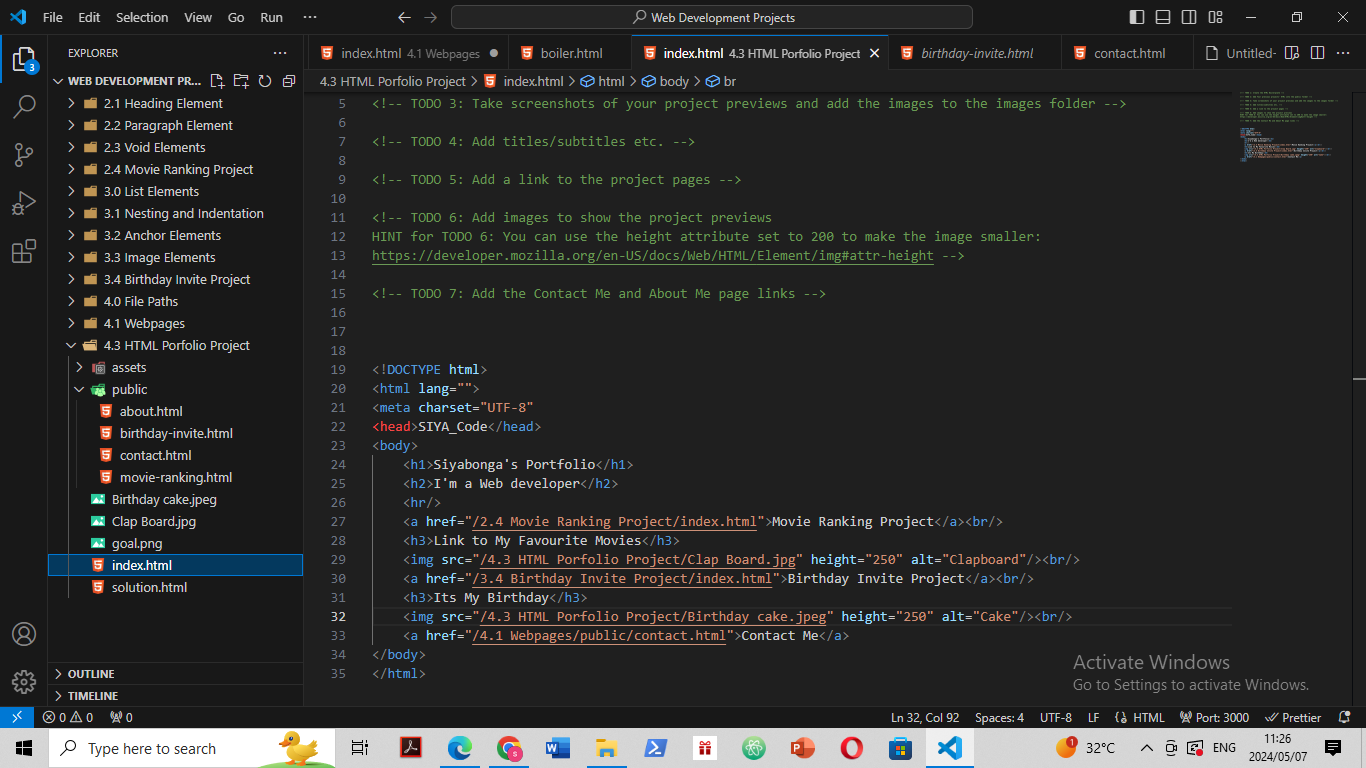 File Edit Selection View Go Run ···
Web Development Projects
EXPLORER
index.html 4.1 Webpages
boiler.html
index.html 4.3 HTML Porfolio Project
birthday-invite.html
contact.html
Untitled-
WEB DEVELOPMENT PR...
4.3 HTML Porfolio Project > index.html > html > body > br
2.1 Heading Element
2.2 Paragraph Element
2.3 Void Elements
2.4 Movie Ranking Project
3.0 List Elements
3.1 Nesting and Indentation
3.2 Anchor Elements
3.3 Image Elements
3.4 Birthday Invite Project
4.0 File Paths
4.1 Webpages
4.3 HTML Porfolio Project
assets
public
about.html
birthday-invite.html
contact.html
movie-ranking.html
Birthday cake.jpeg
Clap Board.jpg
goal.png
index.html
solution.html
OUTLINE
TIMELINE
3
5 <!-- TODO 3: Take screenshots of your project previews and add the images to the images folder -->
6
7 <!-- TODO 4: Add titles/subtitles etc. -->
8
9 <!-- TODO 5: Add a link to the project pages -->
10
11 <!-- TODO 6: Add images to show the project previews
12 HINT for TODO 6: You can use the height attribute set to 200 to make the image smaller:
13 https://developer.mozilla.org/en-US/docs/Web/HTML/Element/img#attr-height -->
14
15 <!-- TODO 7: Add the Contact Me and About Me page links -->
16
17
18
19 <!DOCTYPE html>
20 <html lang="">
21 <meta charset="UTF-8"
22 <head>SIYA_Code</head>
23 <body>
24 <h1>Siyabonga's Portfolio</h1>
25 <h2>I'm a Web developer</h2>
26 <hr/>
27 <a href="/2.4 Movie Ranking Project/index.html">Movie Ranking Project</a><br/>
28 <h3>Link to My Favourite Movies</h3>
29 <img src="/4.3 HTML Porfolio Project/Clap Board.jpg" height="250" alt="Clapboard"/><br/>
30 <a href="/3.4 Birthday Invite Project/index.html">Birthday Invite Project</a><br/>
31 <h3>Its My Birthday</h3>
32 <img src="/4.3 HTML Porfolio Project/Birthday cake.jpeg" height="250" alt="Cake"/><br/>
33 <a href="/4.1 Webpages/public/contact.html">Contact Me</a>
34 </body>
35 </html>
Activate Windows
Go to Settings to activate Windows.
0 0 0
Ln 32, Col 92 Spaces: 4 UTF-8 LF HTML Port: 3000 Prettier
Type here to search
1 32°C ENG
11:26
2024/05/07